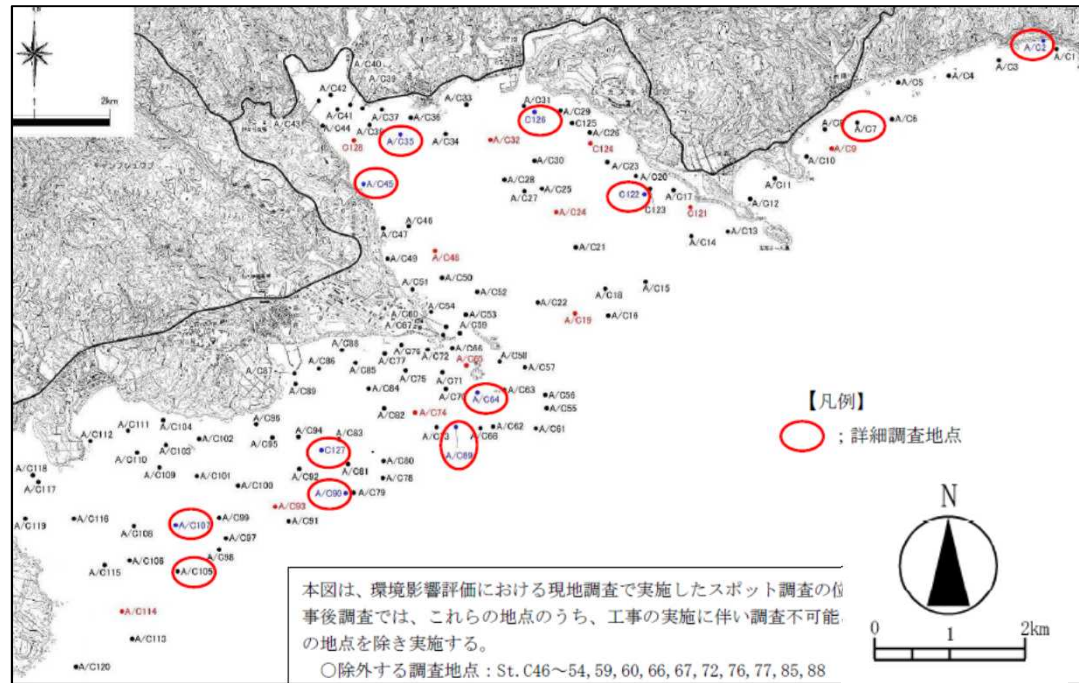 2km
A/C2
A/C1
A/C3
A/C4
A/C5
A/C6
A/C7
A/C9
A/C10
A/C11
A/C12
A/C13
A/C14
A/C15
A/C40
A/C39
A/C42
A/C41
A/C37
A/C36
A/C33
A/C31
A/C29
C126
C125
A/C26
C124
A/C43
A/C44
C128
A/C35
A/C34
A/C32
A/C30
A/C23
A/C20
A/C45
A/C28
A/C27
A/C25
C122
C123
A/C17
C121
A/C24
A/C46
A/C47
A/C48
A/C49
A/C21
A/C50
A/C51
A/C52
A/C22
A/C18
A/C19
A/C16
A/C54
A/C53
A/C60
A/C67
A/C59
A/C88
A/C76
A/C72
A/C66
A/C65
A/C58
A/C57
A/C87
A/C86
A/C85
A/C77
A/C75
A/C71
A/C89
A/C84
A/C70
A/C64
A/C63
A/C56
A/C55
A/C82
A/C74
A/C73
A/C69
A/C68
A/C62
A/C61
A/C96
A/C95
A/C94
A/C83
C127
A/C81
A/C80
A/C78
A/C92
A/C90
A/C79
A/C93
A/C91
A/C104
A/C111
A/C112
A/C102
A/C103
A/C110
A/C109
A/C101
A/C100
A/C118
A/C117
A/C119
A/C116
A/C108
A/C107
A/C99
A/C97
A/C98
A/C106
A/C115
A/C105
A/C114
A/C113
A/C120
【凡例】
；詳細調査地点
N
0 1 2km
本図は、環境影響評価における現地調査で実施したスポット調査の位
事後調査では、これらの地点のうち、工事の実施に伴い調査不可能
の地点を除き実施する。
○除外する調査地点：St.C46～54,59,60,66,67,72,76,77,85,88